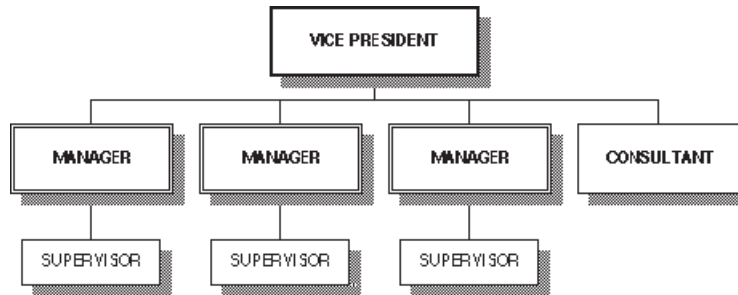 VICE PRESIDENT
MANAGER
MANAGER
MANAGER
CONSULTANT
SUPERVISOR
SUPERVISOR
SUPERVISOR